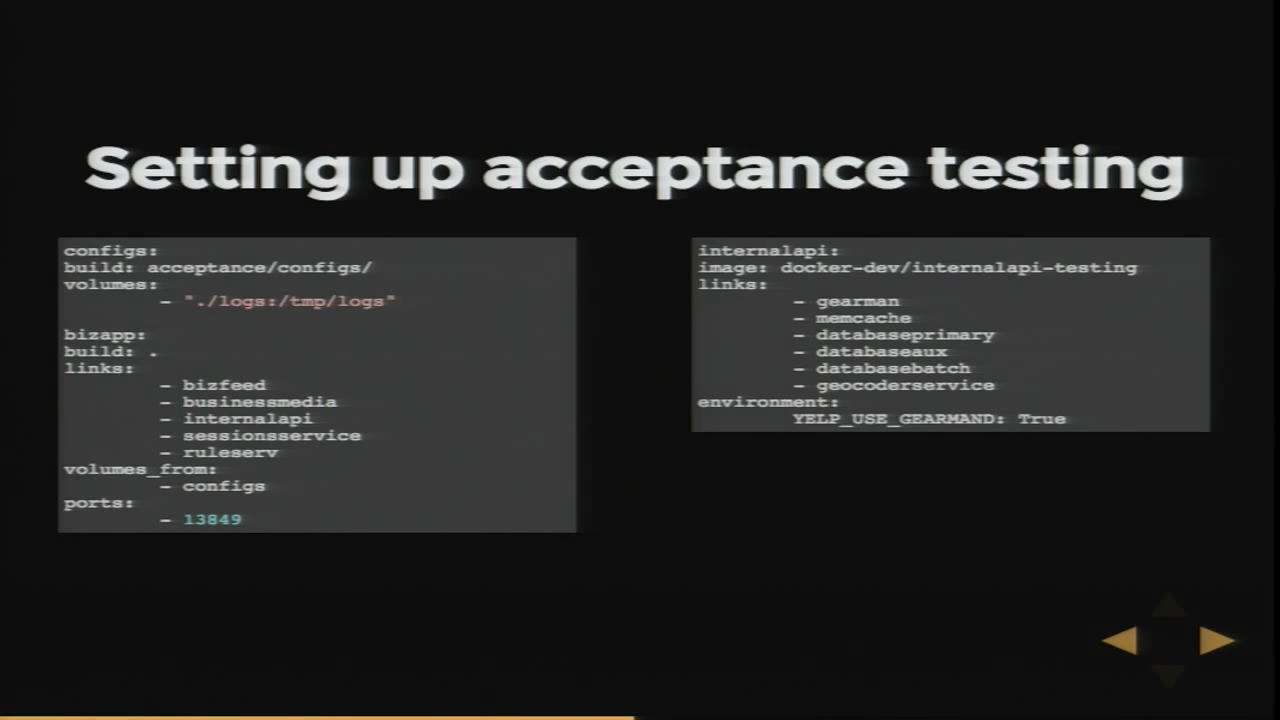 Setting up acceptance testing
configs:
build: acceptance/configs/
volumes:
- "./logs:/tmp/logs"
bizapp:
build: .
links:
- bizfeed
- businessmedia
- internalapi
- sessionsservice
- ruleserv
volumes_from:
- configs
ports:
- 13849
internalapi:
image: docker-dev/internalapi-testing
links:
- gearman
- memcache
- databaseprimary
- databaseaux
- databasebatch
- geocoderservice
environment:
YELP_USE_GEARMAND: True